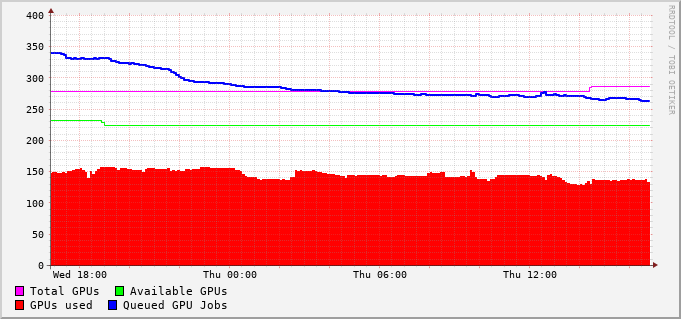 400
350
300
250
200
150
100
50
0
Wed 18:00 Thu 00:00 Thu 06:00 Thu 12:00
Total GPUs Available GPUs
GPUs used Queued GPU Jobs
RRDTOOL / TOBI OETIKER